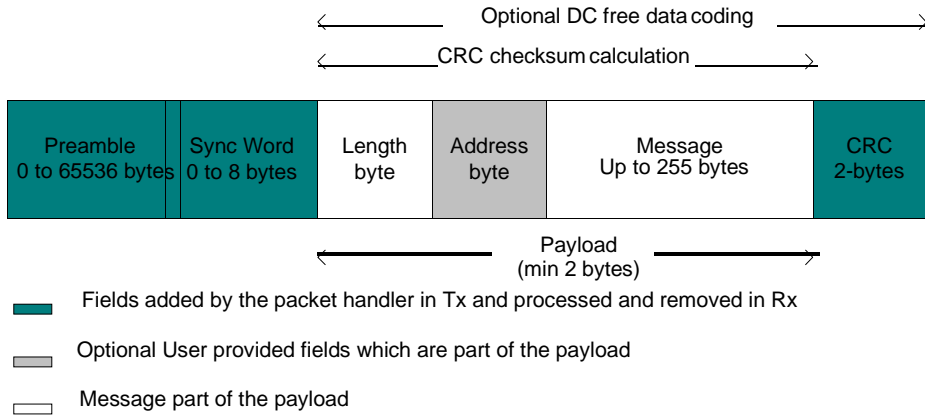 Optional DC free data coding
CRC checksum calculation
Preamble
0 to 65536 bytes
Sync Word
0 to 8 bytes
Length
byte
Address
byte
Message
Up to 255 bytes
CRC
2-bytes
Payload
(min 2 bytes)
Fields added by the packet handler in Tx and processed and removed in Rx
Optional User provided fields which are part of the payload
Message part of the payload